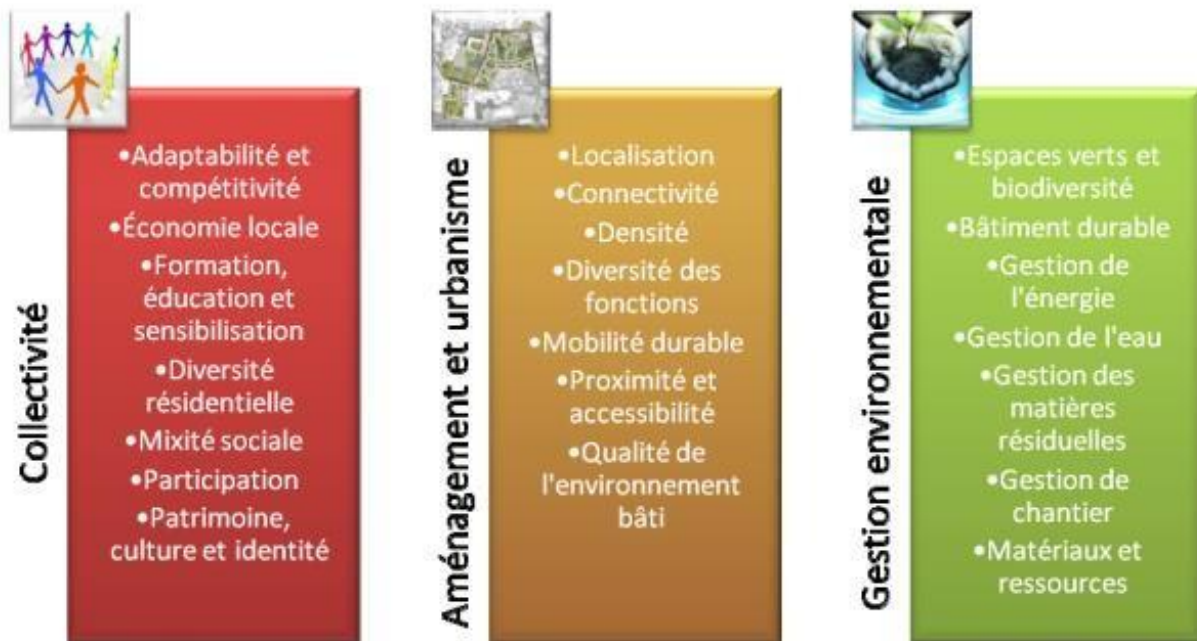 Collectivité
•Adaptabilité et
compétitivité
•Économie locale
•Formation,
éducation et
sensibilisation
•Diversité
résidentielle
•Mixité sociale
•Participation
•Patrimoine,
culture et identité
Aménagement et urbanisme
•Localisation
•Connectivité
•Densité
•Diversité des
fonctions
•Mobilité durable
•Proximité et
accessibilité
•Qualité de
l'environnement
bâti
Gestion environnementale
•Espaces verts et
biodiversité
•Bâtiment durable
•Gestion de
l'énergie
•Gestion de l'eau
•Gestion des
matières
résiduelles
•Gestion de
chantier
•Matériaux et
ressources